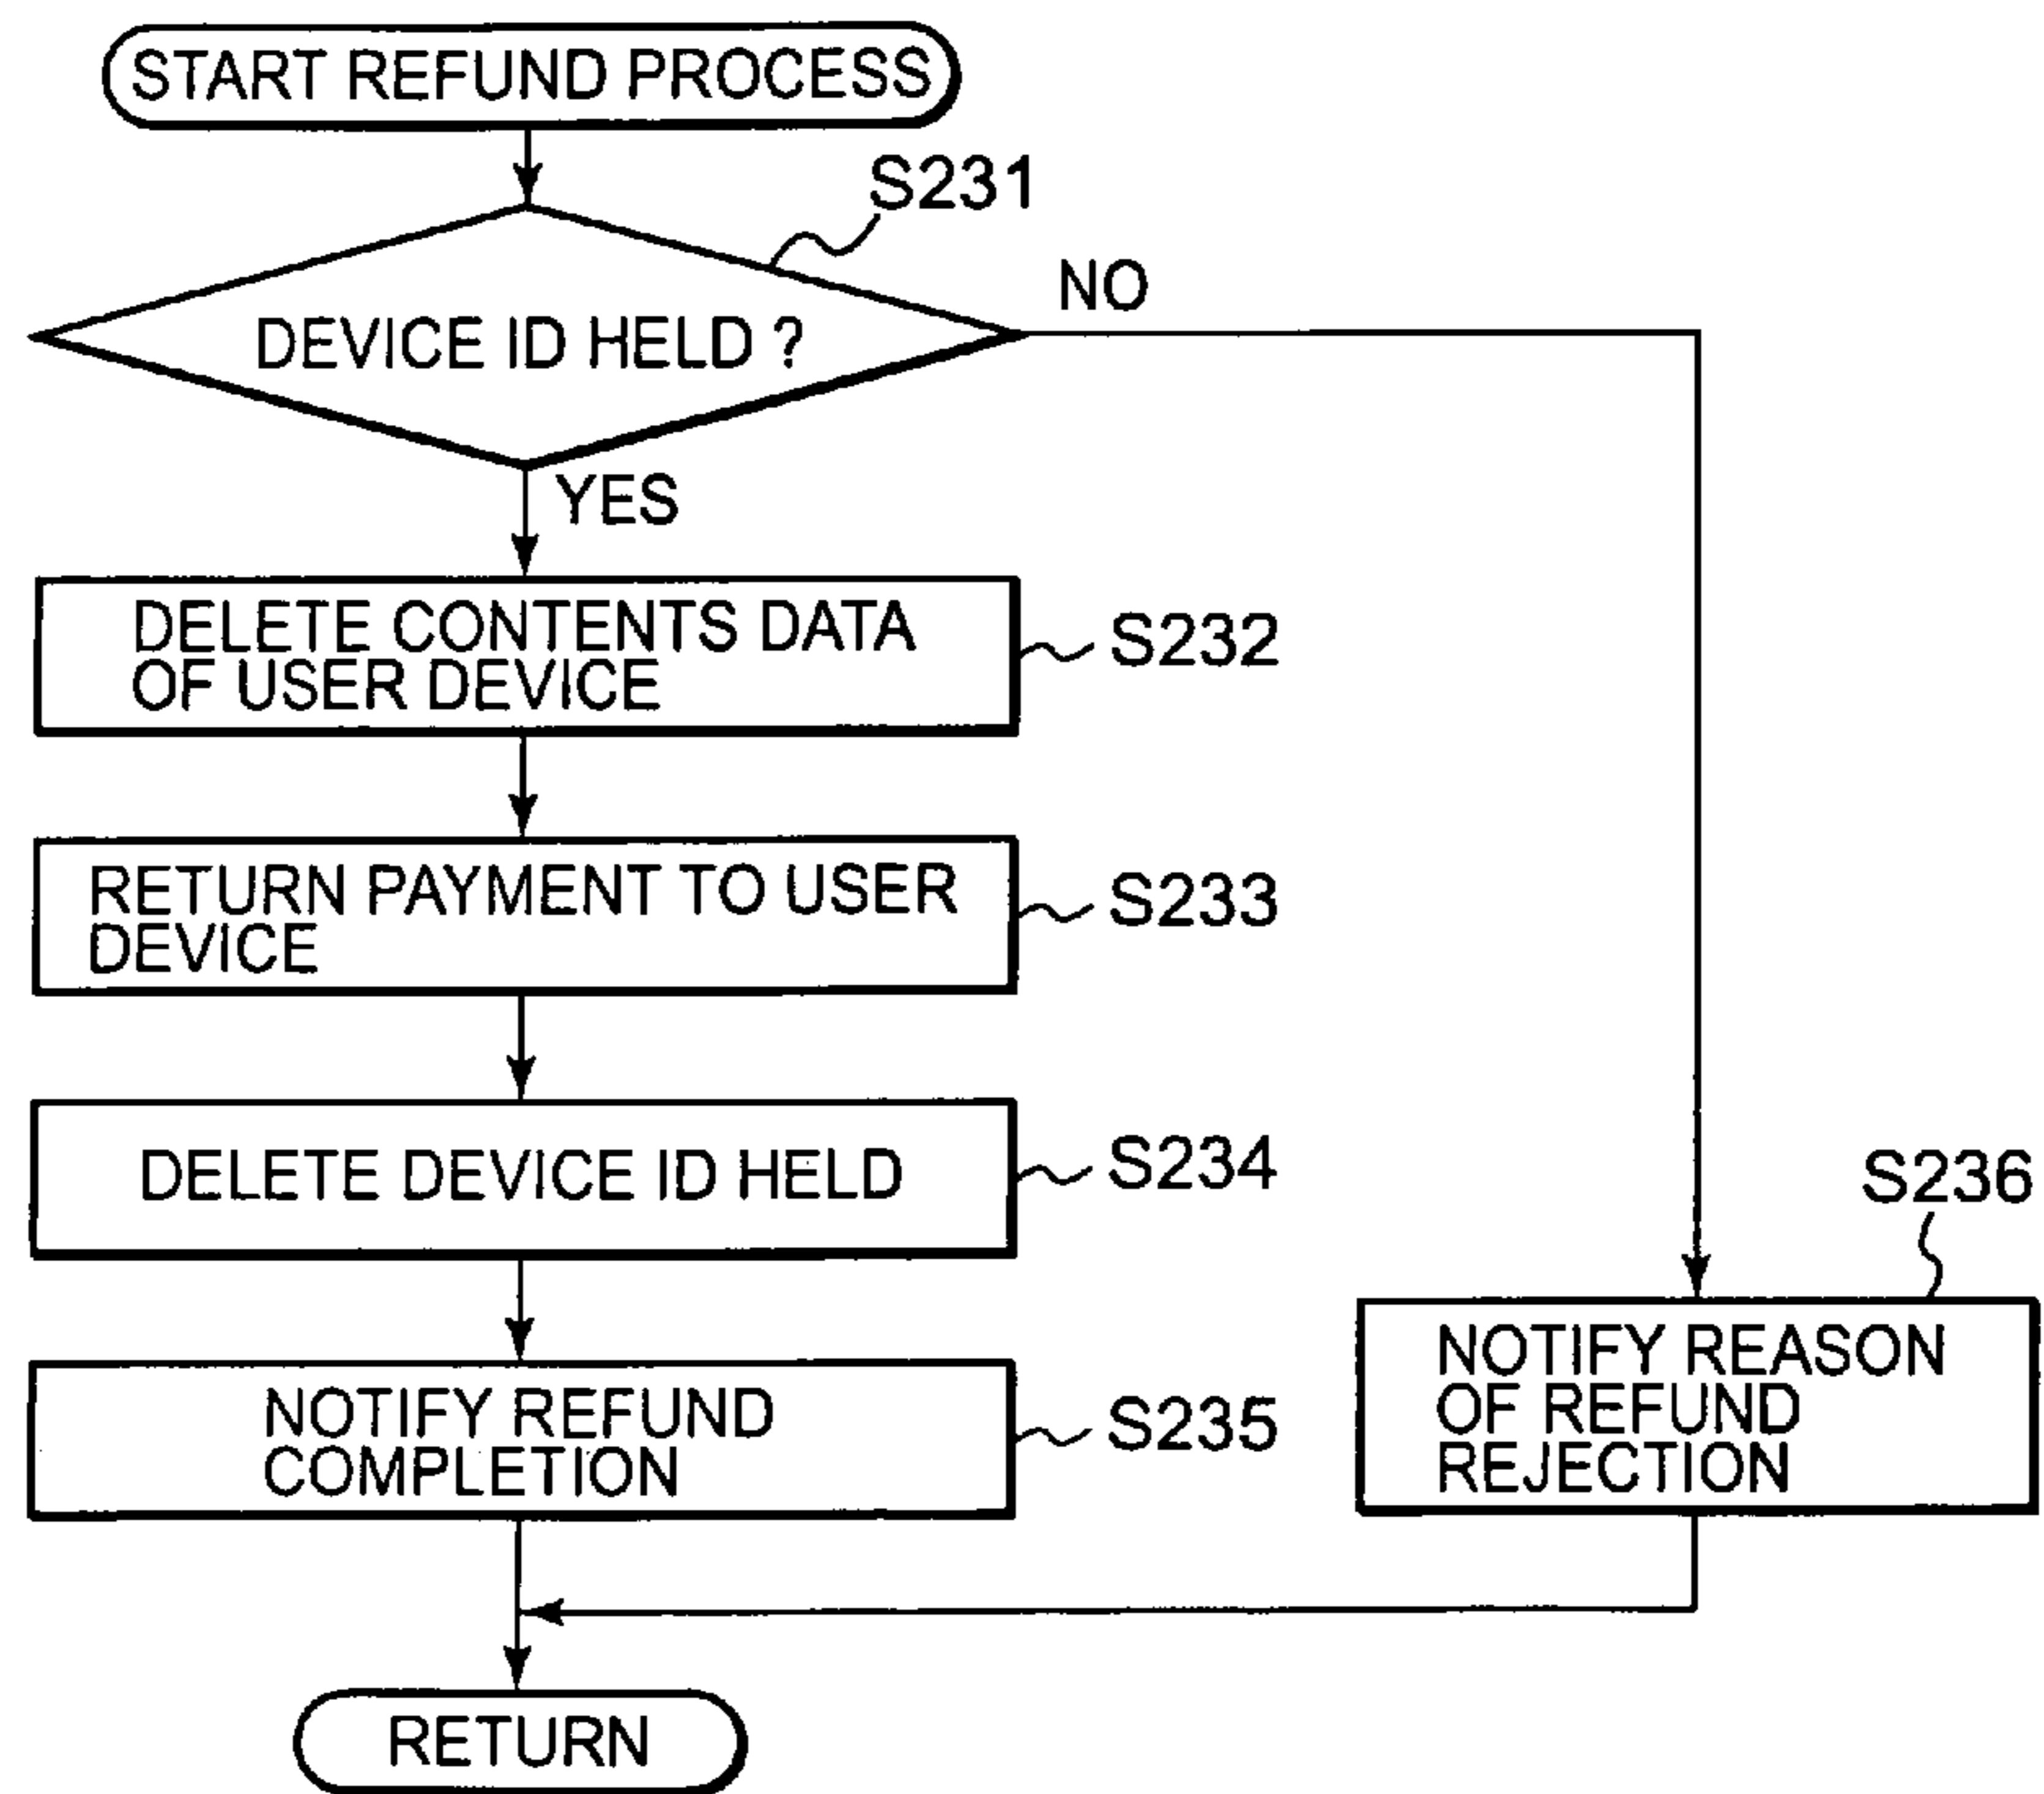 START REFUND PROCESS
S231
DEVICE ID HELD ?
NO
YES
DELETE CONTENTS DATA
OF USER DEVICE
S232
RETURN PAYMENT TO USER
DEVICE
S233
DELETE DEVICE ID HELD
S234
S236
NOTIFY REASON
OF REFUND
REJECTION
NOTIFY REFUND
COMPLETION
S235
RETURN